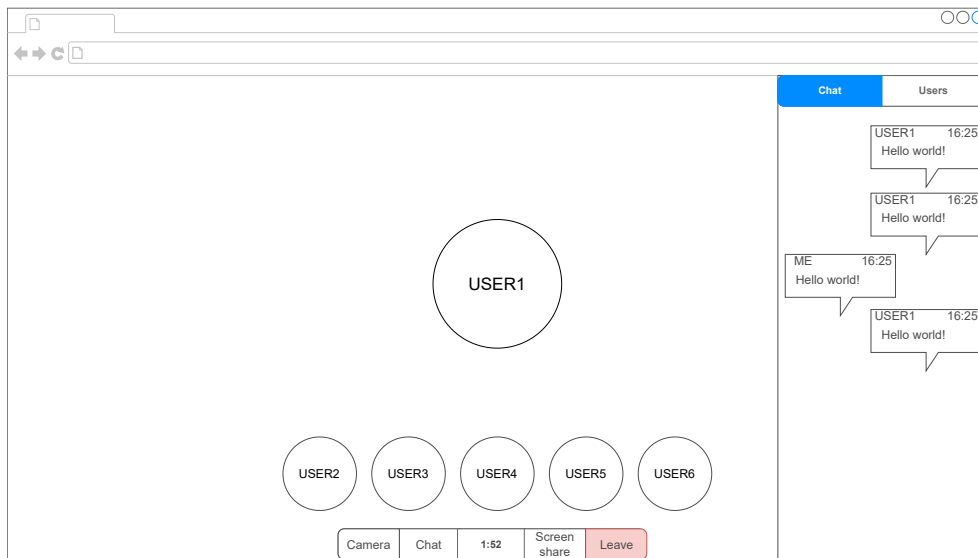 Chat Users
USER1 16:25
Hello world!
USER1 16:25
Hello world!
ME 16:25
Hello world!
USER1 16:25
Hello world!
USER1
USER2 USER3 USER4 USER5 USER6
Camera Chat 1:52 Screen share Leave